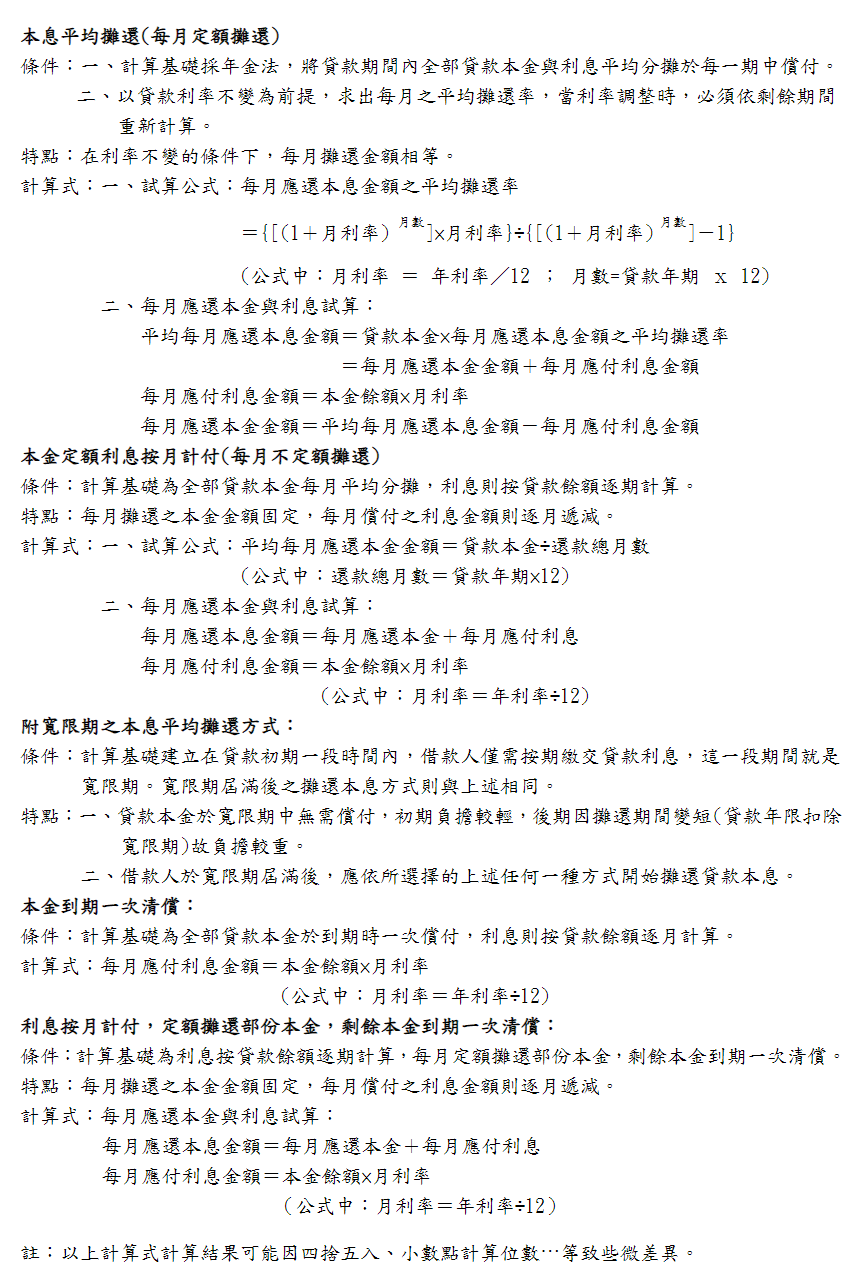 本息平均攤還(每月定額攤還)
條件：一、計算基礎採年金法，將貸款期間內全部貸款本金與利息平均分攤於每一期中償付。
二、以貸款利率不變為前提，求出每月之平均攤還率，當利率調整時，必須依剩餘期間
重新計算。
特點：在利率不變的條件下，每月攤還金額相等。
計算式：一、試算公式：每月應還本息金額之平均攤還率
＝{[(1＋月利率)月數]×月利率}÷{[(1＋月利率)月數]－1}
(公式中：月利率 ＝ 年利率／12 ； 月數=貸款年期 x 12)
二、每月應還本金與利息試算：
平均每月應還本息金額＝貸款本金×每月應還本息金額之平均攤還率
＝每月應還本金金額＋每月應付利息金額
每月應付利息金額＝本金餘額×月利率
每月應還本金金額＝平均每月應還本息金額－每月應付利息金額
本金定額利息按月計付(每月不定額攤還)
條件：計算基礎為全部貸款本金每月平均分攤，利息則按貸款餘額逐期計算。
特點：每月攤還之本金金額固定，每月償付之利息金額則逐月遞減。
計算式：一、試算公式：平均每月應還本金金額＝貸款本金÷還款總月數
(公式中：還款總月數＝貸款年期×12)
二、每月應還本金與利息試算：
每月應還本息金額＝每月應還本金＋每月應付利息
每月應付利息金額＝本金餘額×月利率
(公式中：月利率＝年利率÷12)
附寬限期之本息平均攤還方式：
條件：計算基礎建立在貸款初期一段時間內，借款人僅需按期繳交貸款利息，這一段期間就是
寬限期。寬限期屆滿後之攤還本息方式則與上述相同。
特點：一、貸款本金於寬限期中無需償付，初期負擔較輕，後期因攤還期間變短(貸款年限扣除
寬限期)故負擔較重。
二、借款人於寬限期屆滿後，應依所選擇的上述任何一種方式開始攤還貸款本息。
本金到期一次清償：
條件：計算基礎為全部貸款本金於到期時一次償付，利息則按貸款餘額逐月計算。
計算式：每月應付利息金額＝本金餘額×月利率
(公式中：月利率＝年利率÷12)
利息按月計付，定額攤還部份本金，剩餘本金到期一次清償：
條件：計算基礎為利息按貸款餘額逐期計算，每月定額攤還部份本金，剩餘本金到期一次清償。
特點：每月攤還之本金金額固定，每月償付之利息金額則逐月遞減。
計算式：每月應還本金與利息試算：
每月應還本息金額＝每月應還本金＋每月應付利息
每月應付利息金額＝本金餘額×月利率
(公式中：月利率＝年利率÷12)
註：以上計算式計算結果可能因四捨五入、小數點計算位數…等致些微差異。